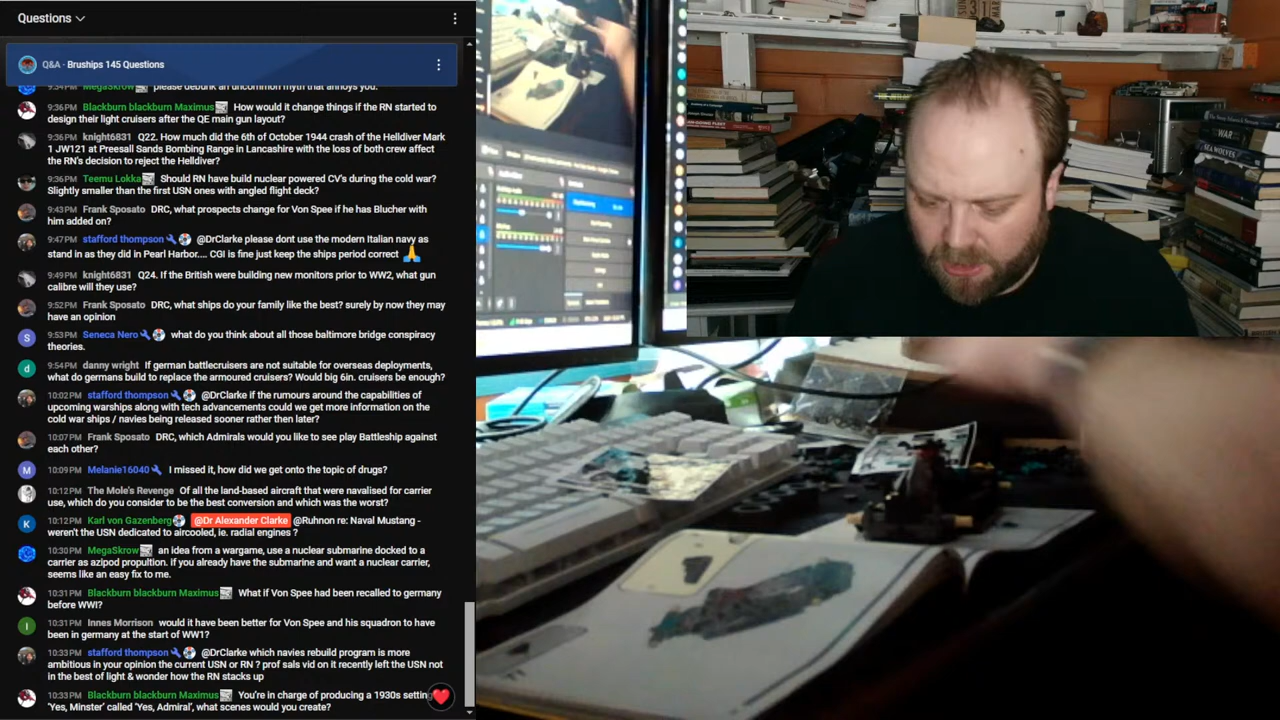 Questions
Q&A · Bruships 145 Questions
9:34PM MegaSkrow please debunk an uncommon myth that annoys you.
9:36PM Blackburn blackburn Maximus How would it change things if the RN started to
design their light cruisers after the QE main gun layout?
9:36PM knight6831 Q22. How much did the 6th of October 1944 crash of the Helldiver Mark
1 JW121 at Preesall Sands Bombing Range in Lancashire with the loss of both crew affect
the RN's decision to reject the Helldiver?
9:36PM Teemu Lokka Should RN have build nuclear powered CV's during the cold war?
Slightly smaller than the first USN ones with angled flight deck?
9:43PM Frank Sposato DRC, what prospects change for Von Spee if he has Blucher with
him added on?
9:47PM stafford thompson @DrClarke please dont use the modern Italian navy as
stand in as they did in Pearl Harbor.... CGI is fine just keep the ships period correct 🙏
9:49PM knight6831 Q24. If the British were building new monitors prior to WW2, what gun
calibre will they use?
9:52PM Frank Sposato DRC, what ships do your family like the best? surely by now they may
have an opinion
9:53PM Seneca Nero what do you think about all those baltimore bridge conspiracy
theories.
9:54PM danny wright If german battlecruisers are not suitable for overseas deployments,
what do germans build to replace the armoured cruisers? Would big 6in. cruisers be enough?
10:02PM stafford thompson @DrClarke if the rumours around the capabilities of
upcoming warships along with tech advancements could we get more information on the
cold war ships / navies being released sooner rather then later?
10:07PM Frank Sposato DRC, which Admirals would you like to see play Battleship against
each other?
10:09PM Melanie16040 I missed it, how did we get onto the topic of drugs?
10:12PM The Mole's Revenge Of all the land-based aircraft that were navalised for carrier
use, which do you consider to be the best conversion and which was the worst?
10:12PM Karl von Gazenberg @Dr Alexander Clarke @Ruhnon re: Naval Mustang -
weren't the USN dedicated to aircooled, ie. radial engines ?
10:30PM MegaSkrow an idea from a wargame, use a nuclear submarine docked to a
carrier as azipod propultion. If you already have the submarine and want a nuclear carrier,
seems like an easy fix to me.
10:31PM Blackburn blackburn Maximus What if Von Spee had been recalled to germany
before WWI?
10:31PM Innes Morrison would it have been better for Von Spee and his squadron to have
been in germany at the start of WW1?
10:33PM stafford thompson @DrClarke which navies rebuild program is more
ambitious in your opinion the current USN or RN ? prof sals vid on it recently left the USN not
in the best of light & wonder how the RN stacks up
10:33PM Blackburn blackburn Maximus You're in charge of producing a 1930s setting
'Yes, Minster' called 'Yes, Admiral', what scenes would you create?
WAR
SEA WOLVES